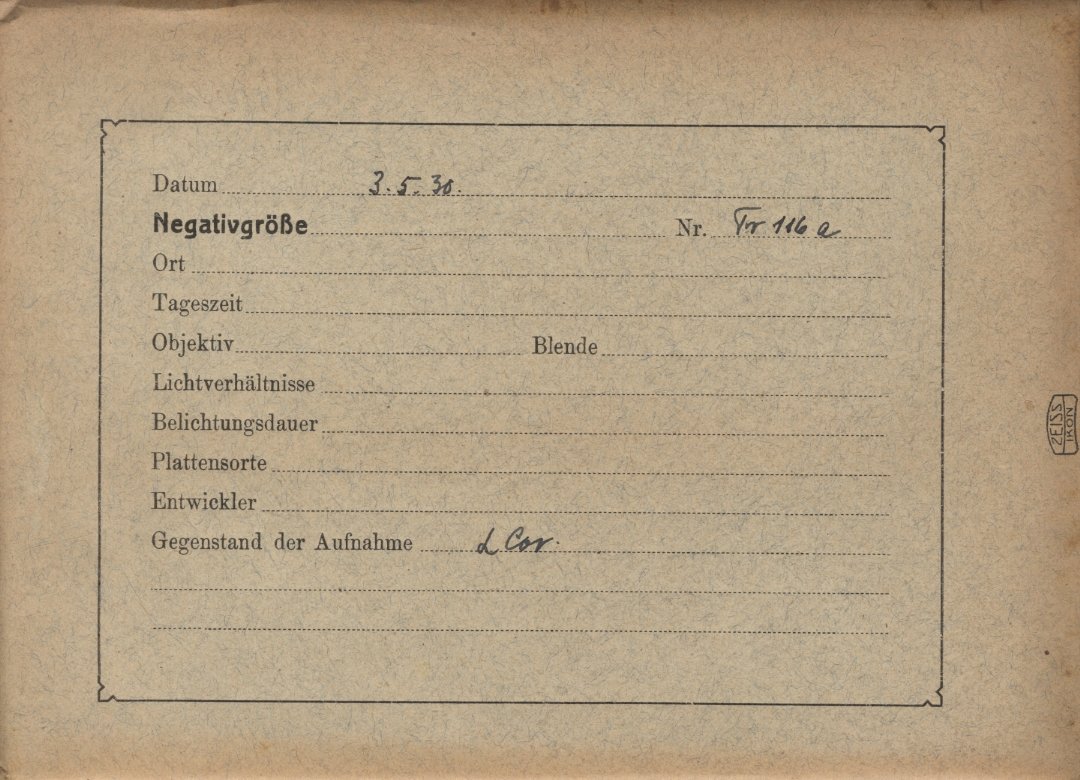 Datum 3.5.30.
Negativgröße Nr. Tr 116 a
Ort
Tageszeit
Objektiv Blende
Lichtverhältnisse
Belichtungsdauer
Plattensorte
Entwickler
Gegenstand der Aufnahme Cor.
ZEISS
IKON